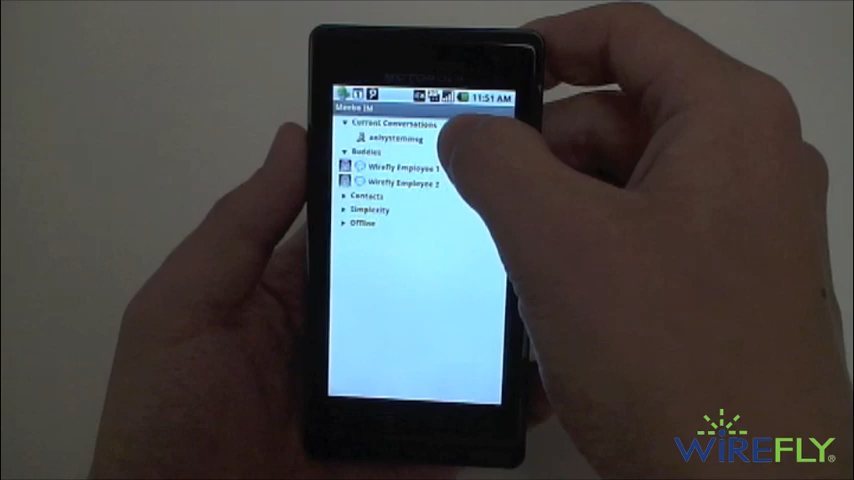 MOTOROLA
11:51 AM
Meebo IM
Current Conversations
aolsystemmsg
Buddies
Wirefly Employee 1
Wirefly Employee 2
Contacts
Simplexity
Offline
WIREFLY®